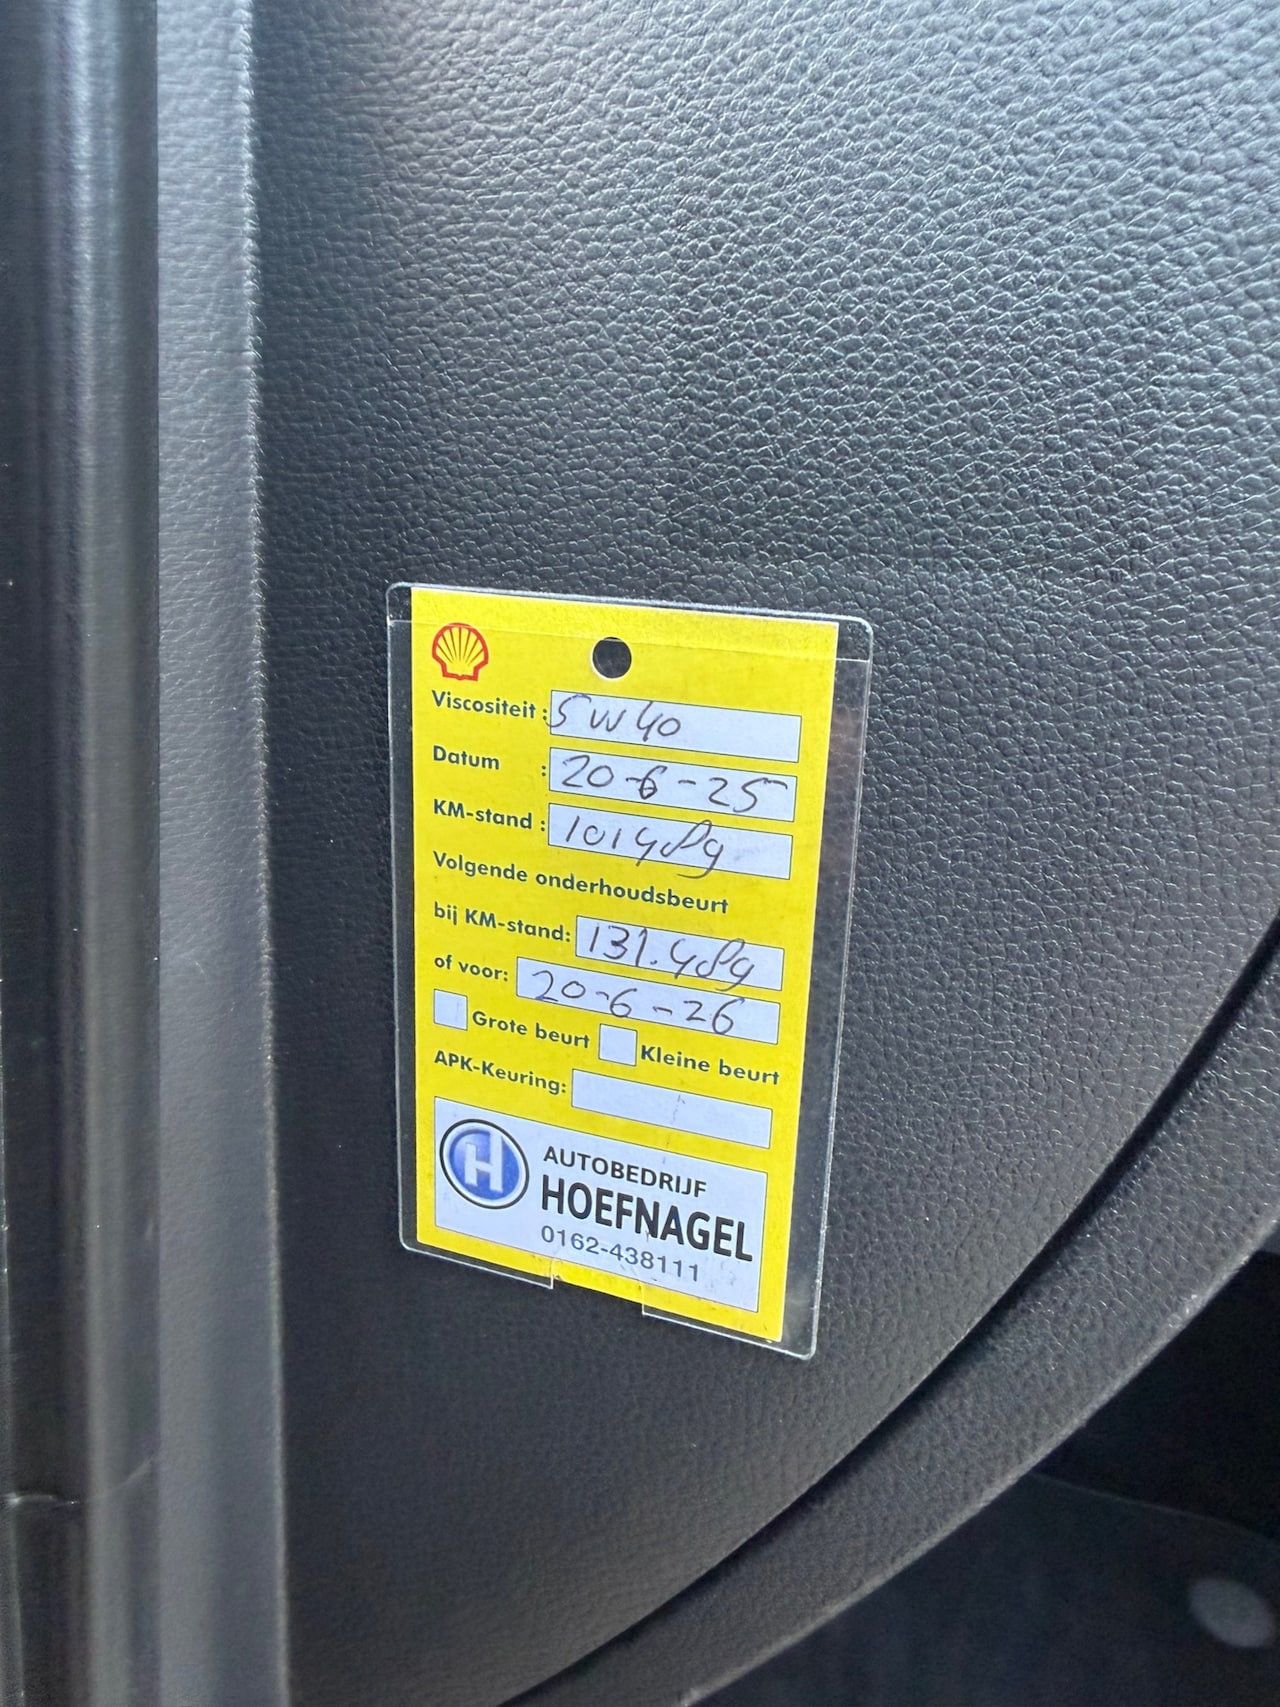 Viscositeit : 5W40
Datum : 20-6-25
KM-stand : 101489
Volgende onderhoudsbeurt
bij KM-stand: 131.489
of voor: 20-6-26
Grote beurt Kleine beurt
APK-Keuring:
H
AUTOBEDRIJF
HOEFNAGEL
0162-438111